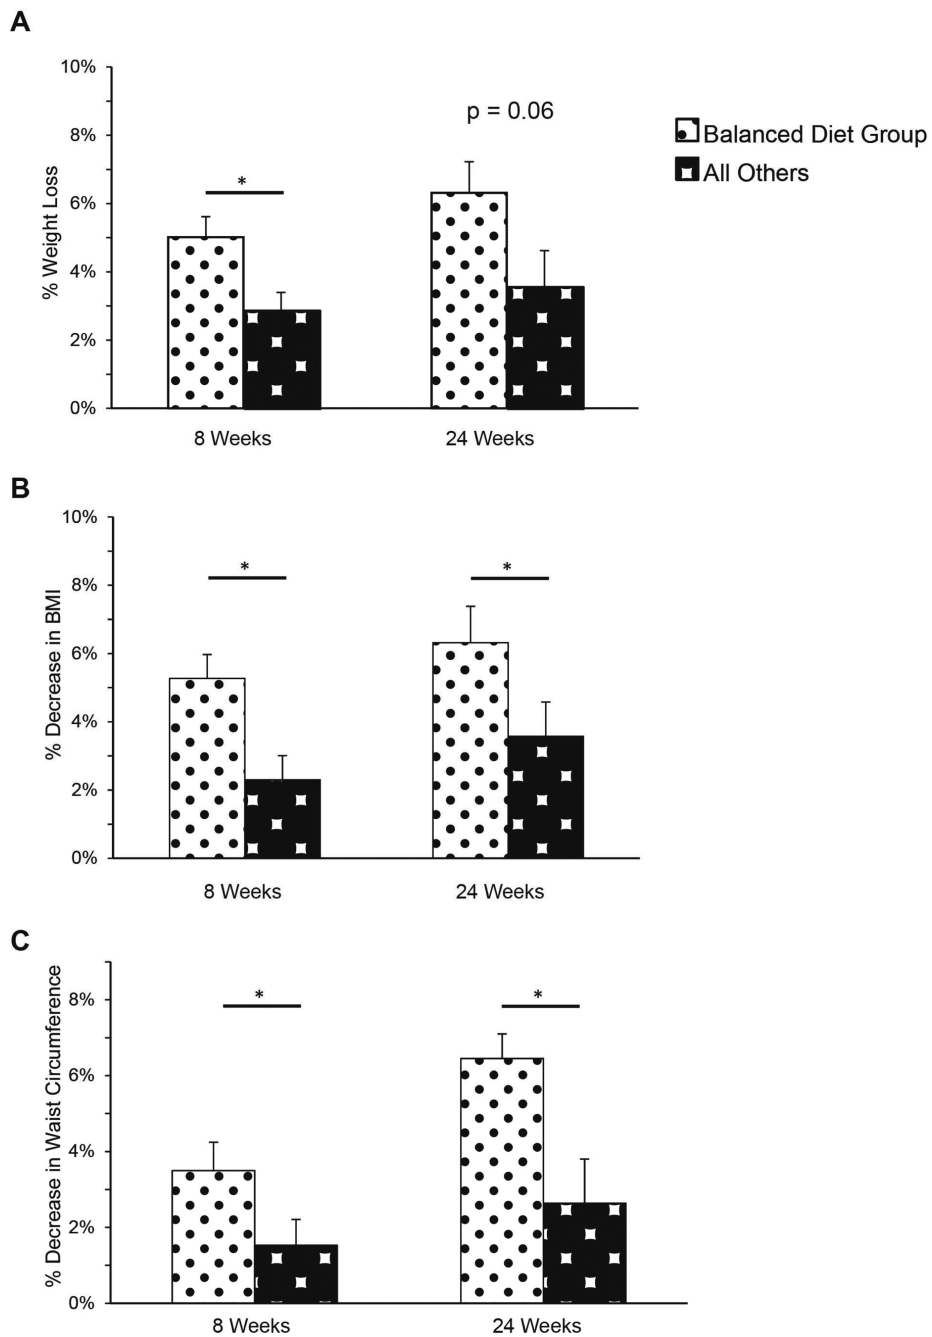 A
10%
8%
6%
4%
2%
0%
% Weight Loss
*
p = 0.06
8 Weeks
24 Weeks
Balanced Diet Group
All Others
B
10%
8%
6%
4%
2%
0%
% Decrease in BMI
*
*
8 Weeks
24 Weeks
C
8%
6%
4%
2%
0%
% Decrease in Waist Circumference
*
*
8 Weeks
24 Weeks